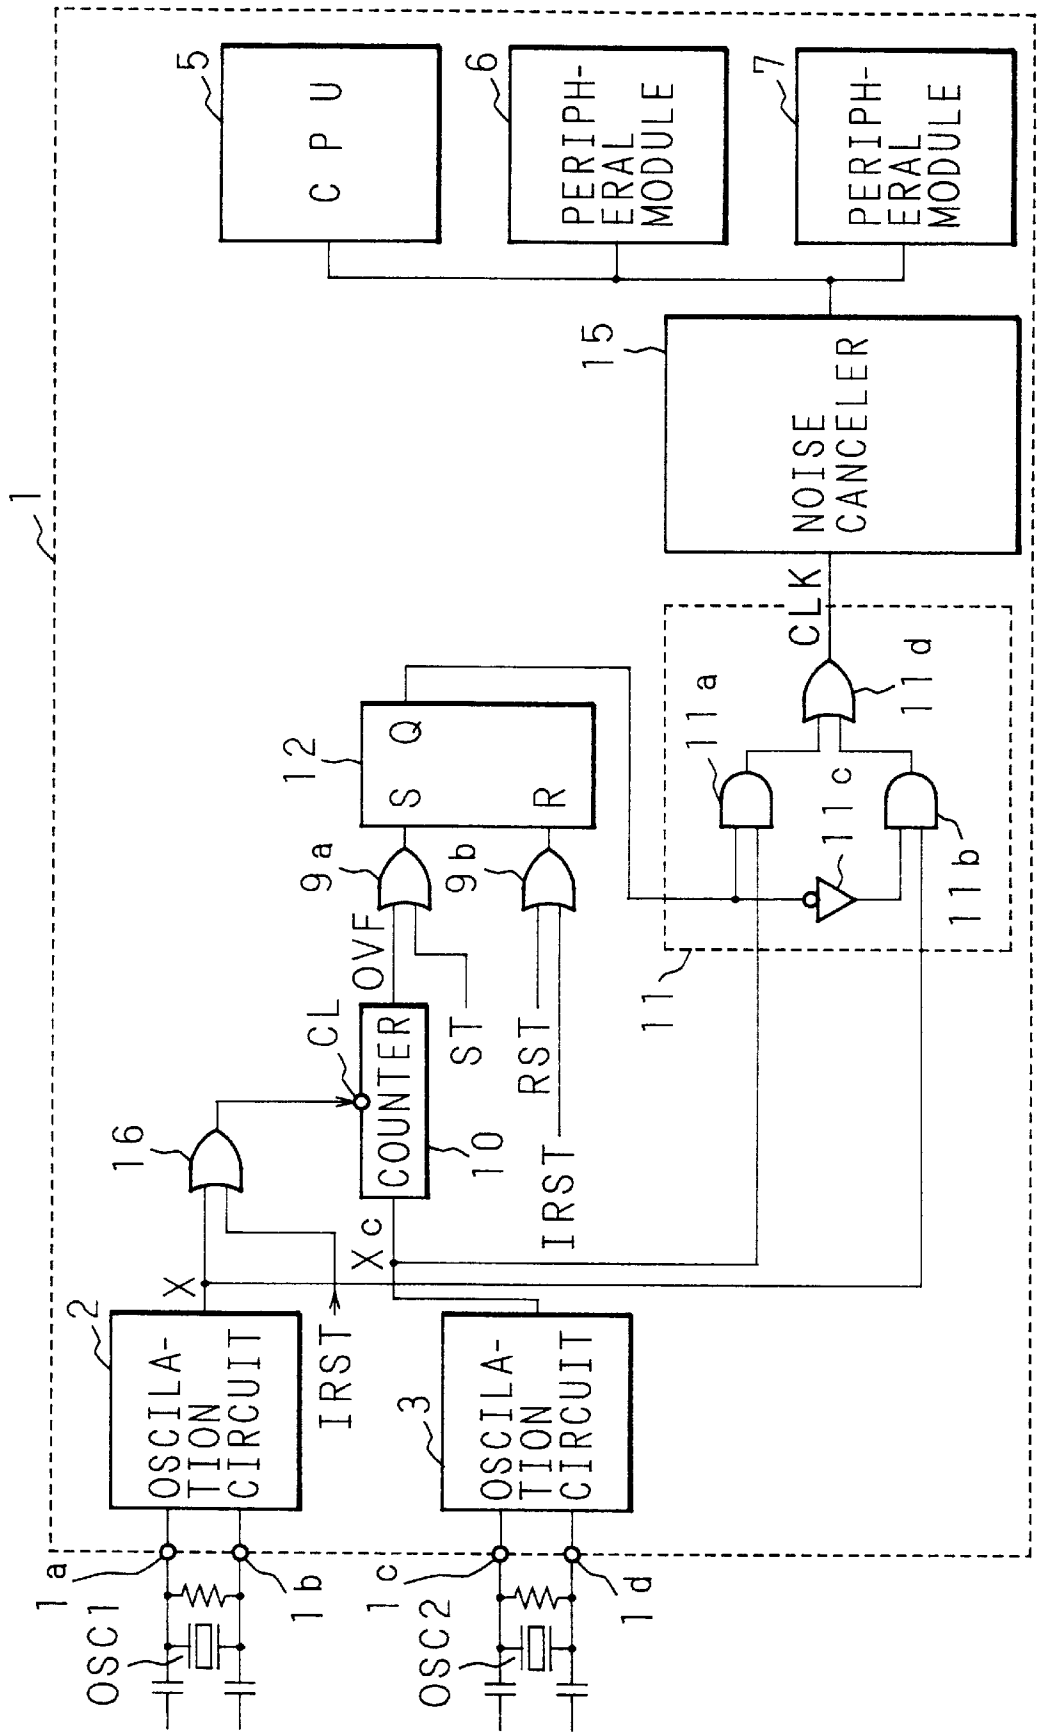 1
OSC1
1a
1b
2
OSCILA-
TION
CIRCUIT
X
IRST
16
CL
OSC2
1c
1d
3
OSCILA-
TION
CIRCUIT
Xc
COUNTER
10
OVF
ST
RST
IRST
9a
9b
12
S
Q
R
11
11a
11c
11b
11d
CLK
15
NOISE
CANCELER
5
CPU
6
PERIPH-
ERAL
MODULE
7
PERIPH-
ERAL
MODULE